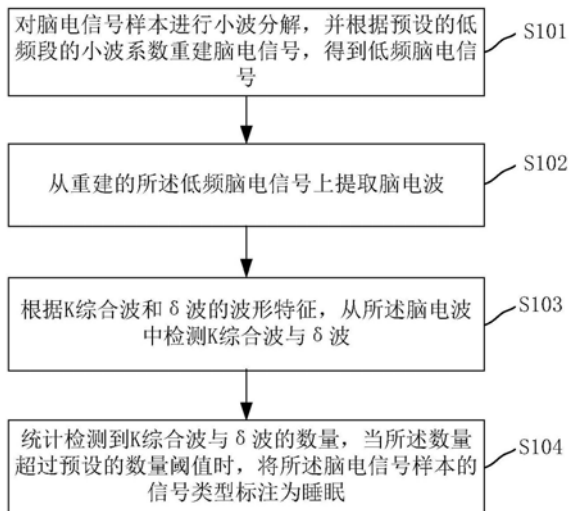 对脑电信号样本进行小波分解，并根据预设的低
频段的小波系数重建脑电信号，得到低频脑电信
号
S101
从重建的所述低频脑电信号上提取脑电波
S102
根据K综合波和δ波的波形特征，从所述脑电波
中检测K综合波与δ波
S103
统计检测到K综合波与δ波的数量，当所述数量
超过预设的数量阈值时，将所述脑电信号样本的
信号类型标注为睡眠
S104